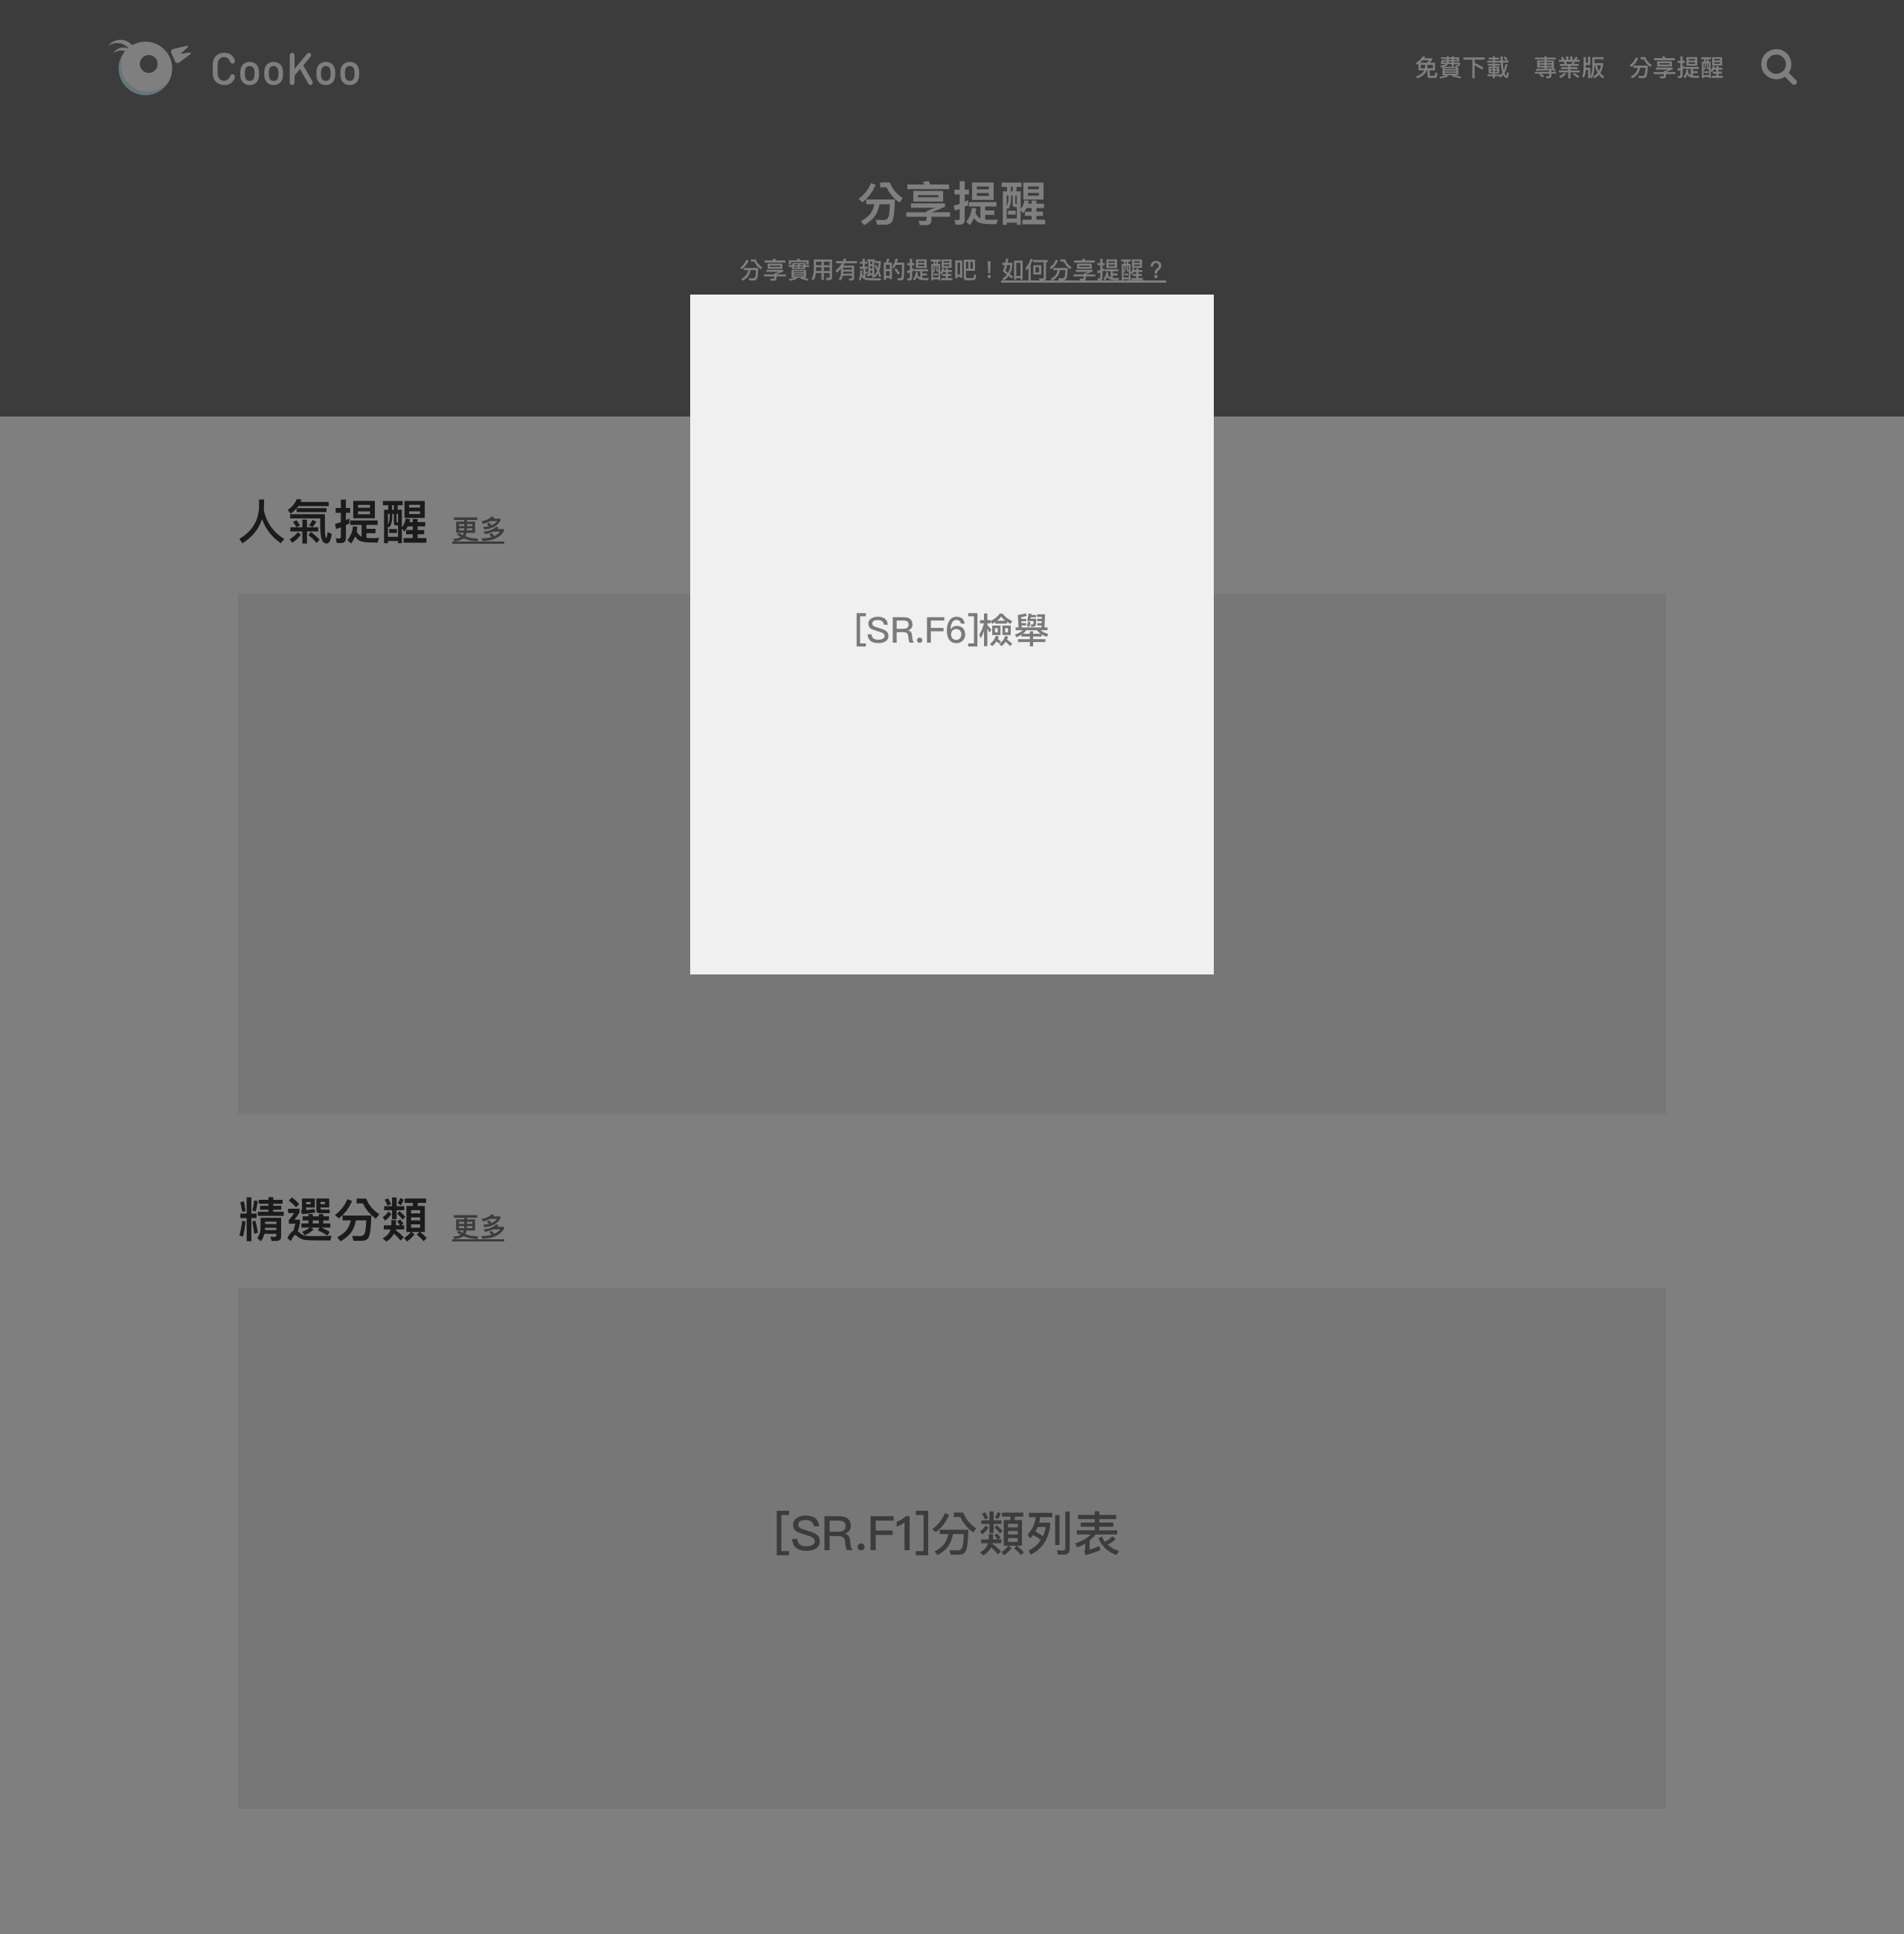 CooKoo
免費下載 專業版 分享提醒
分享提醒
分享實用有趣的提醒吧！如何分享提醒？
人氣提醒 更多
[SR.F6]檢舉
精選分類 更多
[SR.F1]分類列表